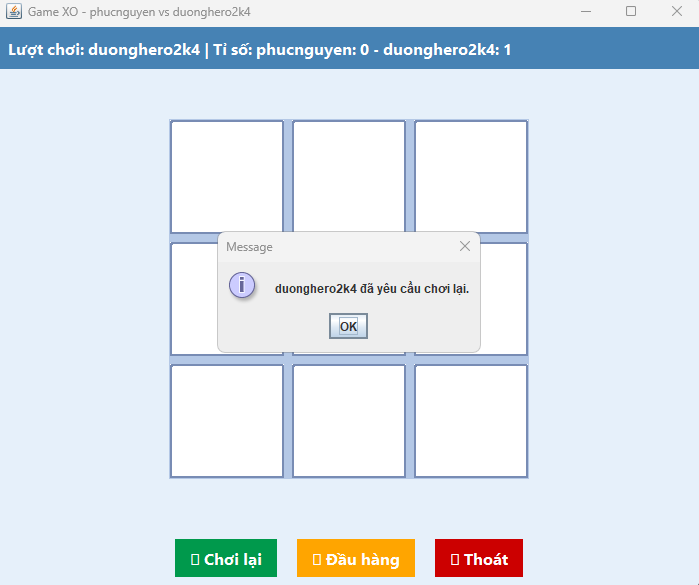 Game XO - phucnguyen vs duonghero2k4
Lượt chơi: duonghero2k4 | Tỉ số: phucnguyen: 0 - duonghero2k4: 1
Message
duonghero2k4 đã yêu cầu chơi lại.
OK
Chơi lại
Đầu hàng
Thoát